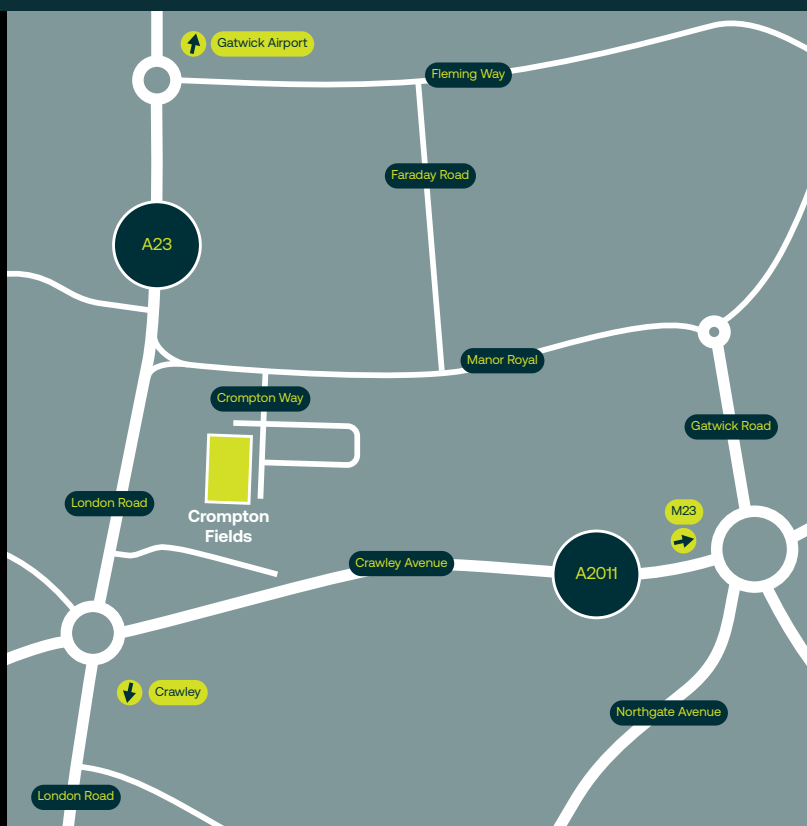 Gatwick Airport
Fleming Way
Faraday Road
A23
Manor Royal
Crompton Way
Gatwick Road
London Road
M23
Crompton
Fields
Crawley Avenue
A2011
Crawley
Northgate Avenue
London Road